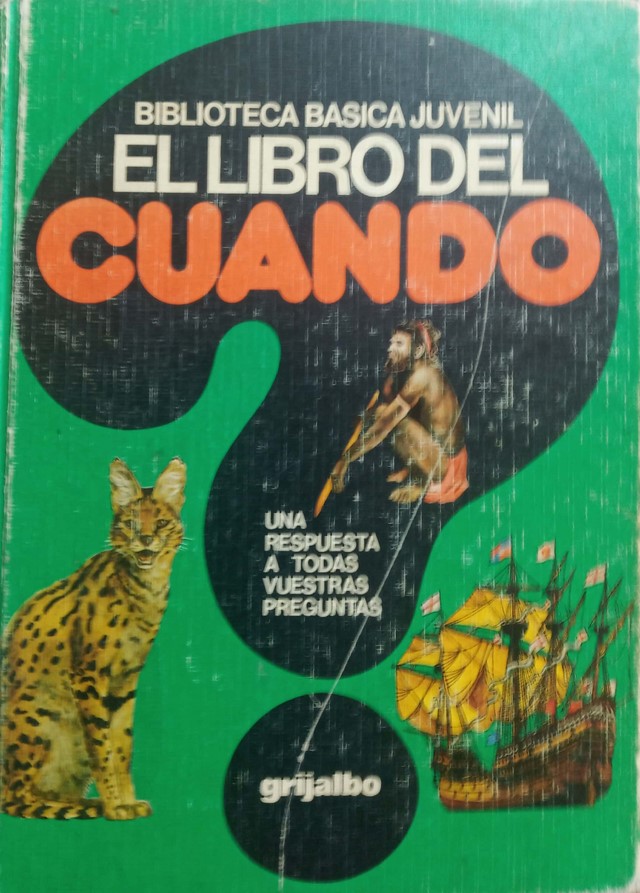 BIBLIOTECA BASICA JUVENIL
EL LIBRO DEL
CUANDO
UNA
RESPUESTA
A TODAS
VUESTRAS
PREGUNTAS
grijalbo